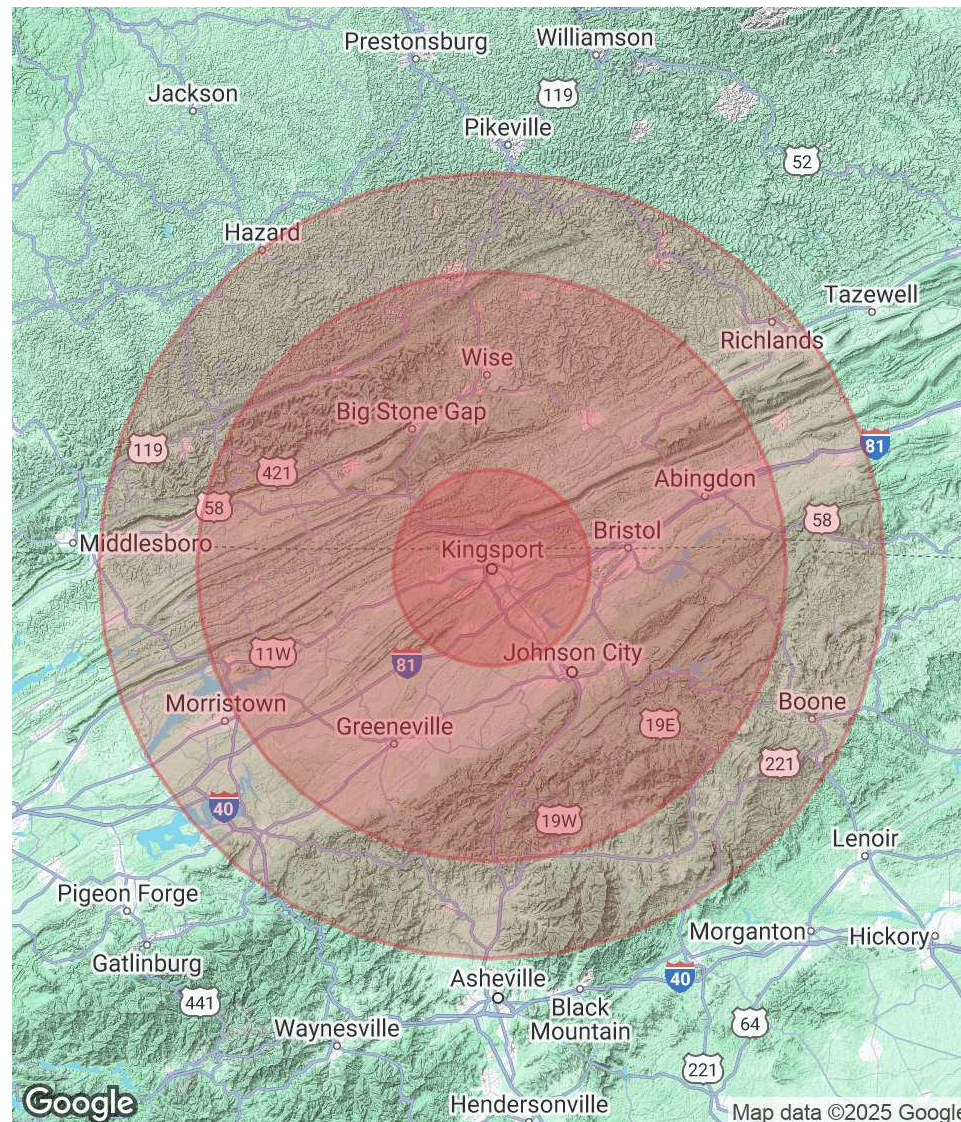 Prestonsburg
Williamson
Jackson
119
Pikeville
52
Hazard
Tazewell
Richlands
Wise
Big Stone Gap
119
421
81
58
Abingdon
58
Bristol
Middlesboro
Kingsport
11W
81
Johnson City
Morristown
Boone
Greeneville
19E
221
40
19W
Lenoir
Pigeon Forge
Morganton
Hickory
Gatlinburg
Asheville
40
441
Black
Mountain
Waynesville
64
221
Google
Hendersonville
Map data ©2025 Google